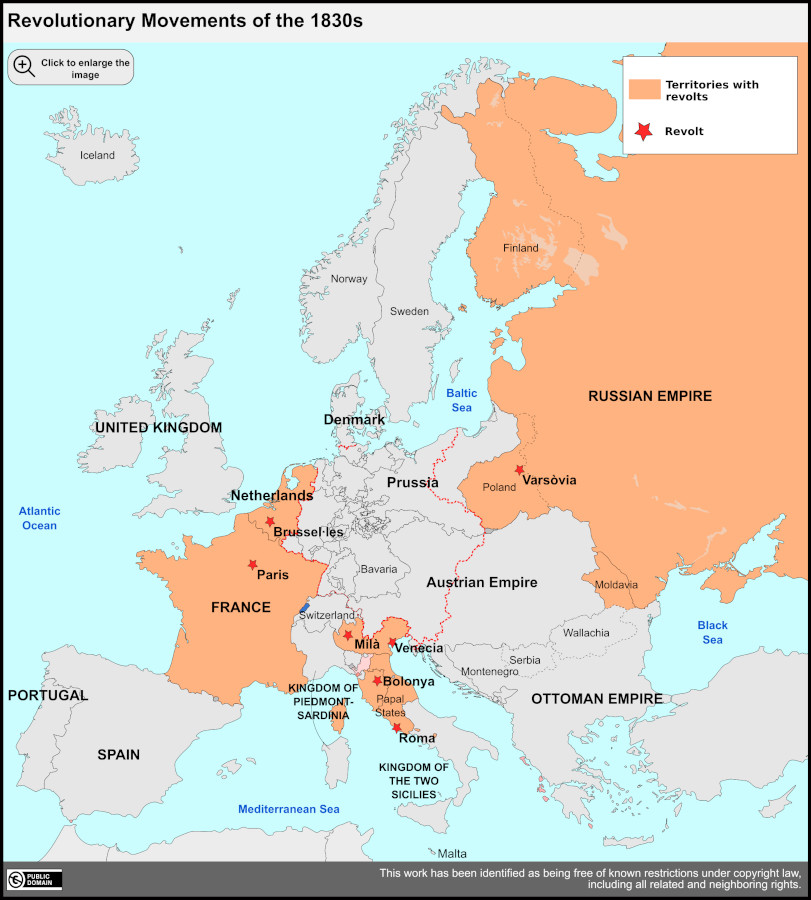 Revolutionary Movements of the 1830s
Click to enlarge the
image
Territories with
revolts
Revolt
Iceland
Finland
Norway
Sweden
RUSSIAN EMPIRE
Baltic
Sea
Denmark
UNITED KINGDOM
Prussia
Poland
Varsòvia
Netherlands
Atlantic
Ocean
Brussel·les
Paris
Bavaria
Austrian Empire
Moldavia
FRANCE
Switzerland
Black
Sea
Wallachia
Milà
Venècia
Serbia
Montenegro
Bolonya
PORTUGAL
KINGDOM OF
PIEDMONT-
SARDINIA
Papal
States
OTTOMAN EMPIRE
Roma
SPAIN
KINGDOM OF
THE TWO
SICILIES
Mediterranean Sea
Malta
PUBLIC
DOMAIN
This work has been identified as being free of known restrictions under copyright law,
including all related and neighboring rights.